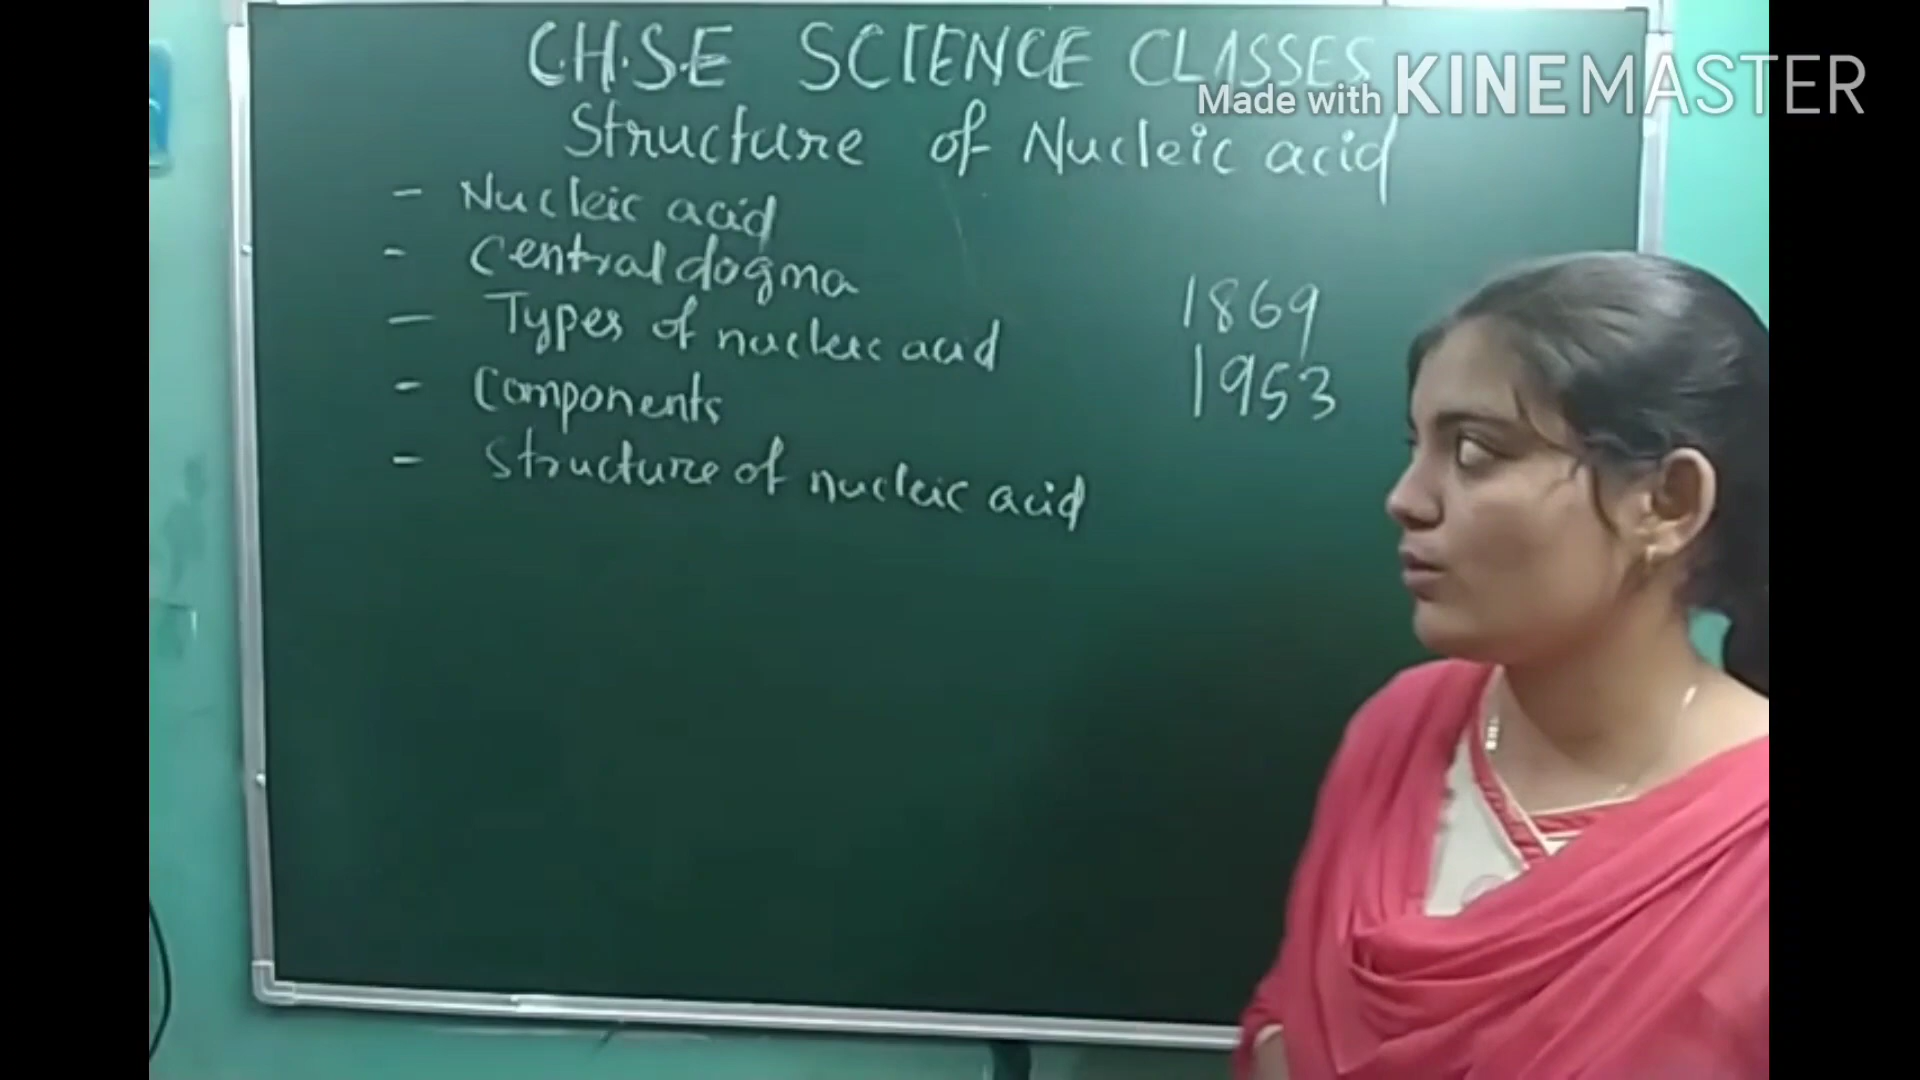 C.H.S.E SCIENCE CLASSES
Made with KINEMASTER
Structure of Nucleic acid
- Nucleic acid
- Central dogma
- Types of nucleic acid
- Components
- Structure of nucleic acid
1869
1953